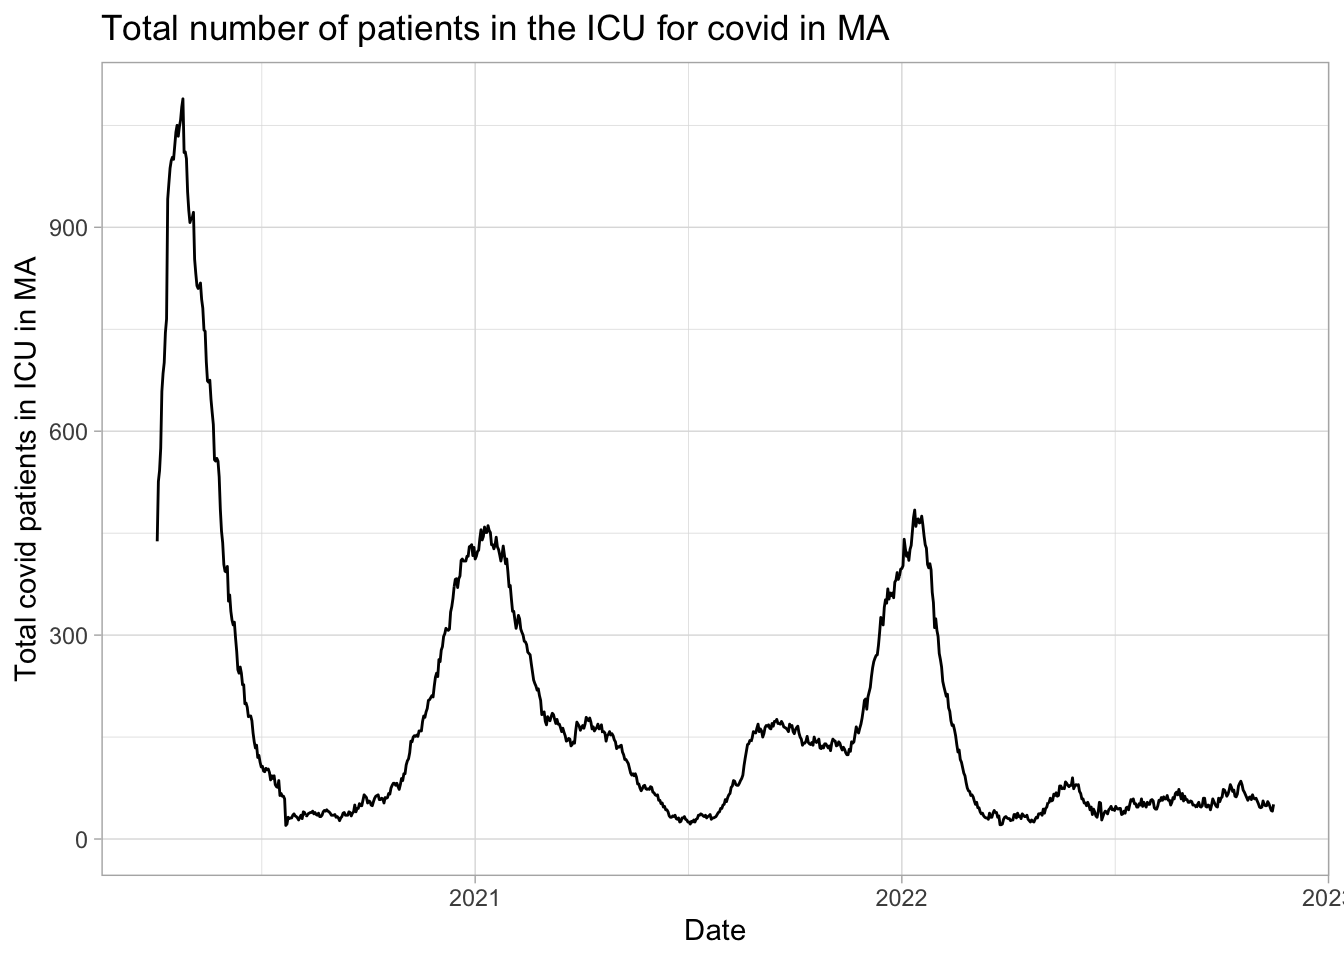 Total number of patients in the ICU for covid in MA
Total covid patients in ICU in MA
900
600
300
0
2021
2022
202
Date